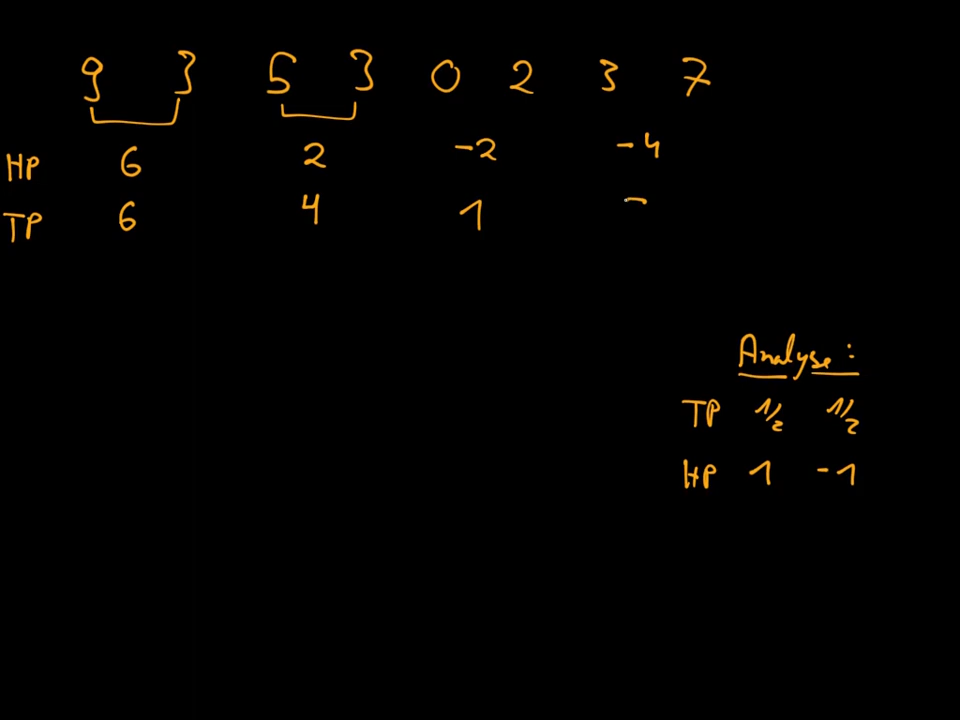 9 3 5 3 0 2 3 7
HP 6 2 -2 -4
TP 6 4 1
Analyse:
TP 1/2 1/2
HP 1 -1